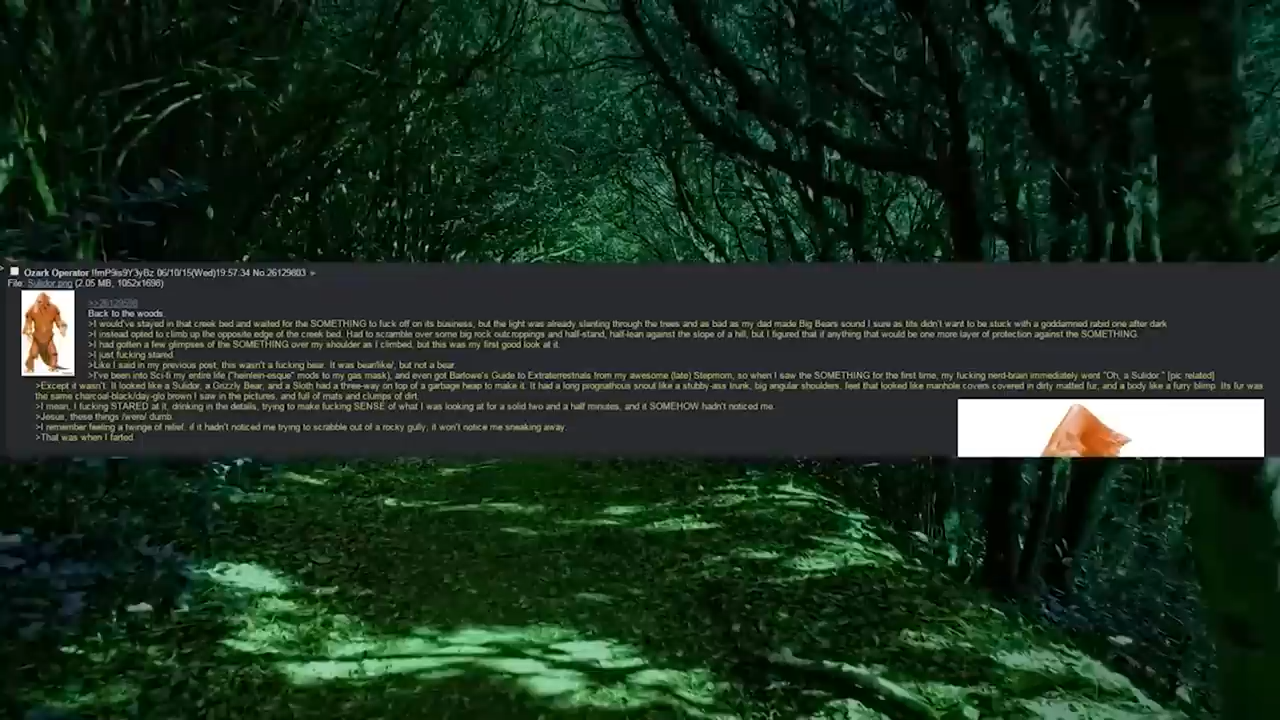 Ozark Operator !!mP9is9Y3yBz 06/10/15(Wed)19:57:34 No.26129803
File: Sulidor.png (2.05 MB, 1052x1698)
>>26129598
Back to the woods.
>I would've stayed in that creek bed and waited for the SOMETHING to fuck off on its business, but the light was already slanting through the trees and as bad as my dad made Big Bears sound I sure as tits didn't want to be stuck with a goddamned rabid one after dark
>I instead opted to climb up the opposite edge of the creek bed. Had to scramble over some big rock outcroppings and half-stand, half-lean against the slope of a hill, but I figured that if anything that would be one more layer of protection against the SOMETHING.
>I had gotten a few glimpses of the SOMETHING over my shoulder as I climbed, but this was my first good look at it.
>I just fucking stared.
>Like I said in my previous post, this wasn't a fucking bear. It was bear/like/, but not a bear.
>I've been into Sci-fi my entire life ("heinlein-esque" mods to my gas mask), and even got Barlowe's Guide to Extraterrestrials from my awesome (late) Stepmom, so when I saw the SOMETHING for the first time, my fucking nerd-brain immediately went "Oh, a Sulidor." [pic related]
>Except it wasn't. It looked like a Sulidor, a Grizzly Bear, and a Sloth had a three-way on top of a garbage heap to make it. It had a long prognathous snout like a stubby-ass trunk, big angular shoulders, feet that looked like manhole covers covered in dirty matted fur, and a body like a furry blimp. Its fur was
the same charcoal-black/day-glo brown I saw in the pictures, and full of mats and clumps of dirt.
>I mean, I fucking STARED at it, drinking in the details, trying to make fucking SENSE of what I was looking at for a solid two and a half minutes, and it SOMEHOW hadn't noticed me.
>Jesus, these things /were/ dumb.
>I remember feeling a twinge of relief; if it hadn't noticed me trying to scrabble out of a rocky gully, it won't notice me sneaking away.
>That was when I farted.